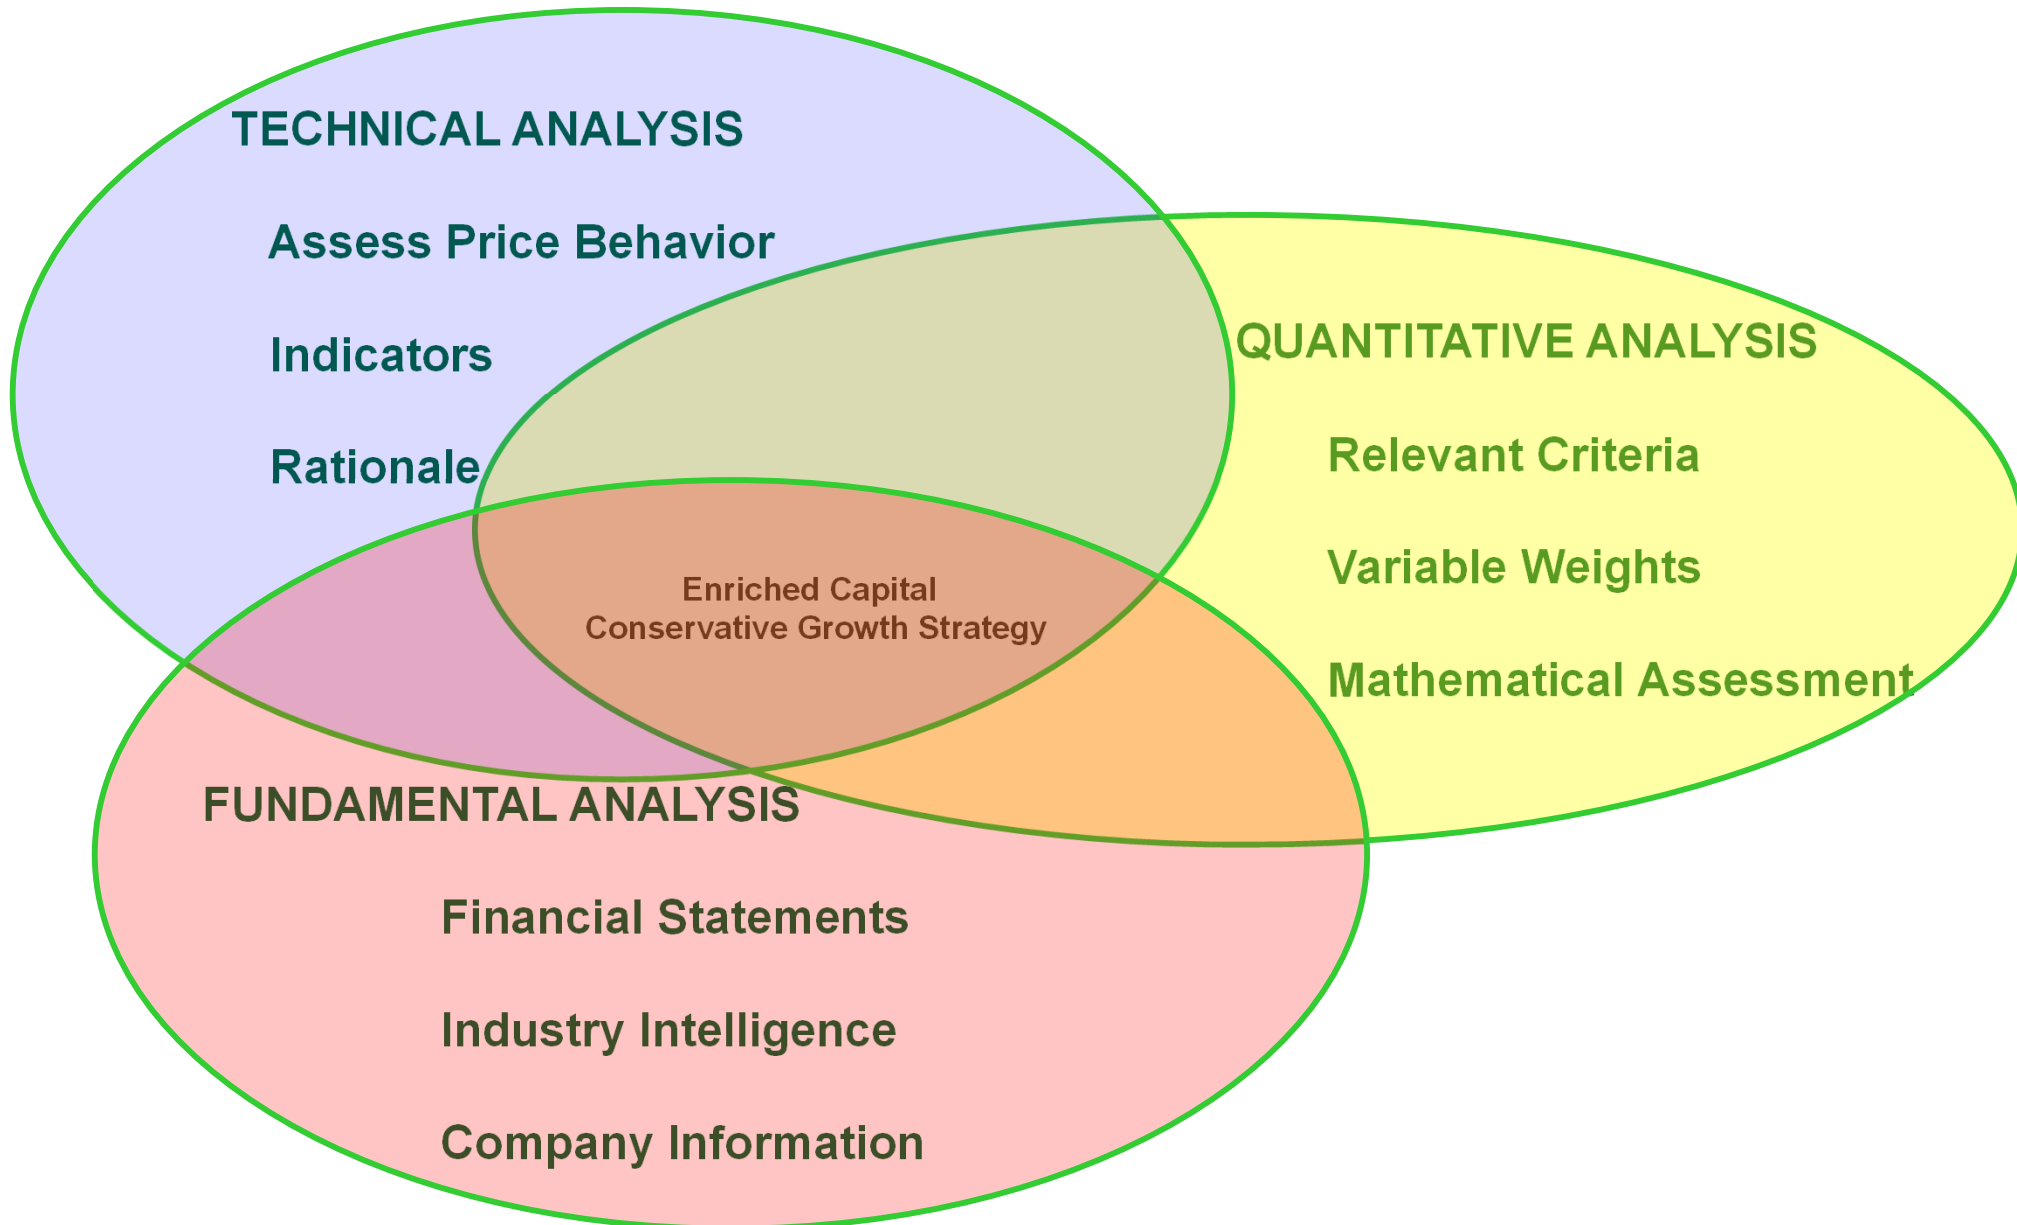 TECHNICAL ANALYSIS
Assess Price Behavior
Indicators
Rationale
QUANTITATIVE ANALYSIS
Relevant Criteria
Variable Weights
Mathematical Assessment
Enriched Capital
Conservative Growth Strategy
FUNDAMENTAL ANALYSIS
Financial Statements
Industry Intelligence
Company Information